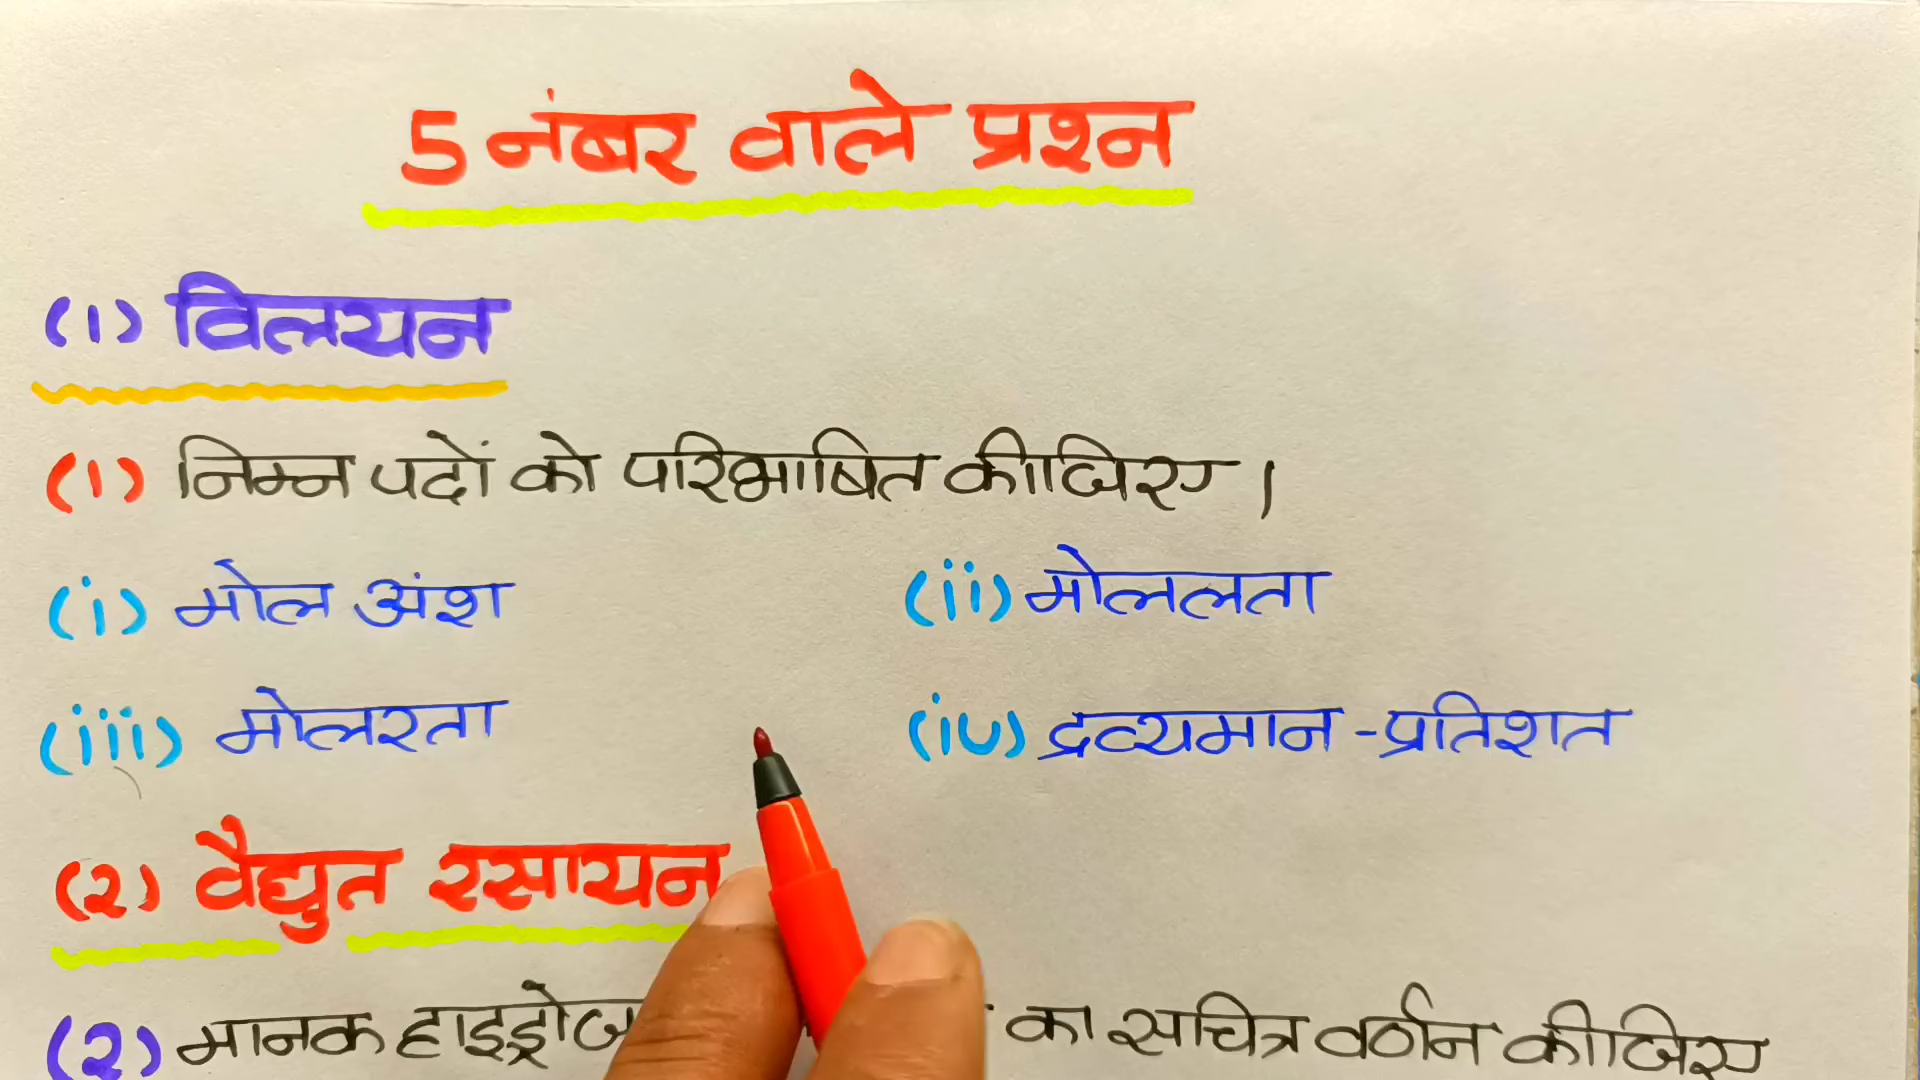 5 नंबर वाले प्रश्न
(1) विलयन
(1) निम्न पदों को परिभाषित कीजिए।
(i) मोल अंश (ii) मोललता
(iii) मोलरता (iv) द्रव्यमान-प्रतिशत
(2) वैद्युत रसायन
(2) मानक का सचित्र वर्णन कीजिए